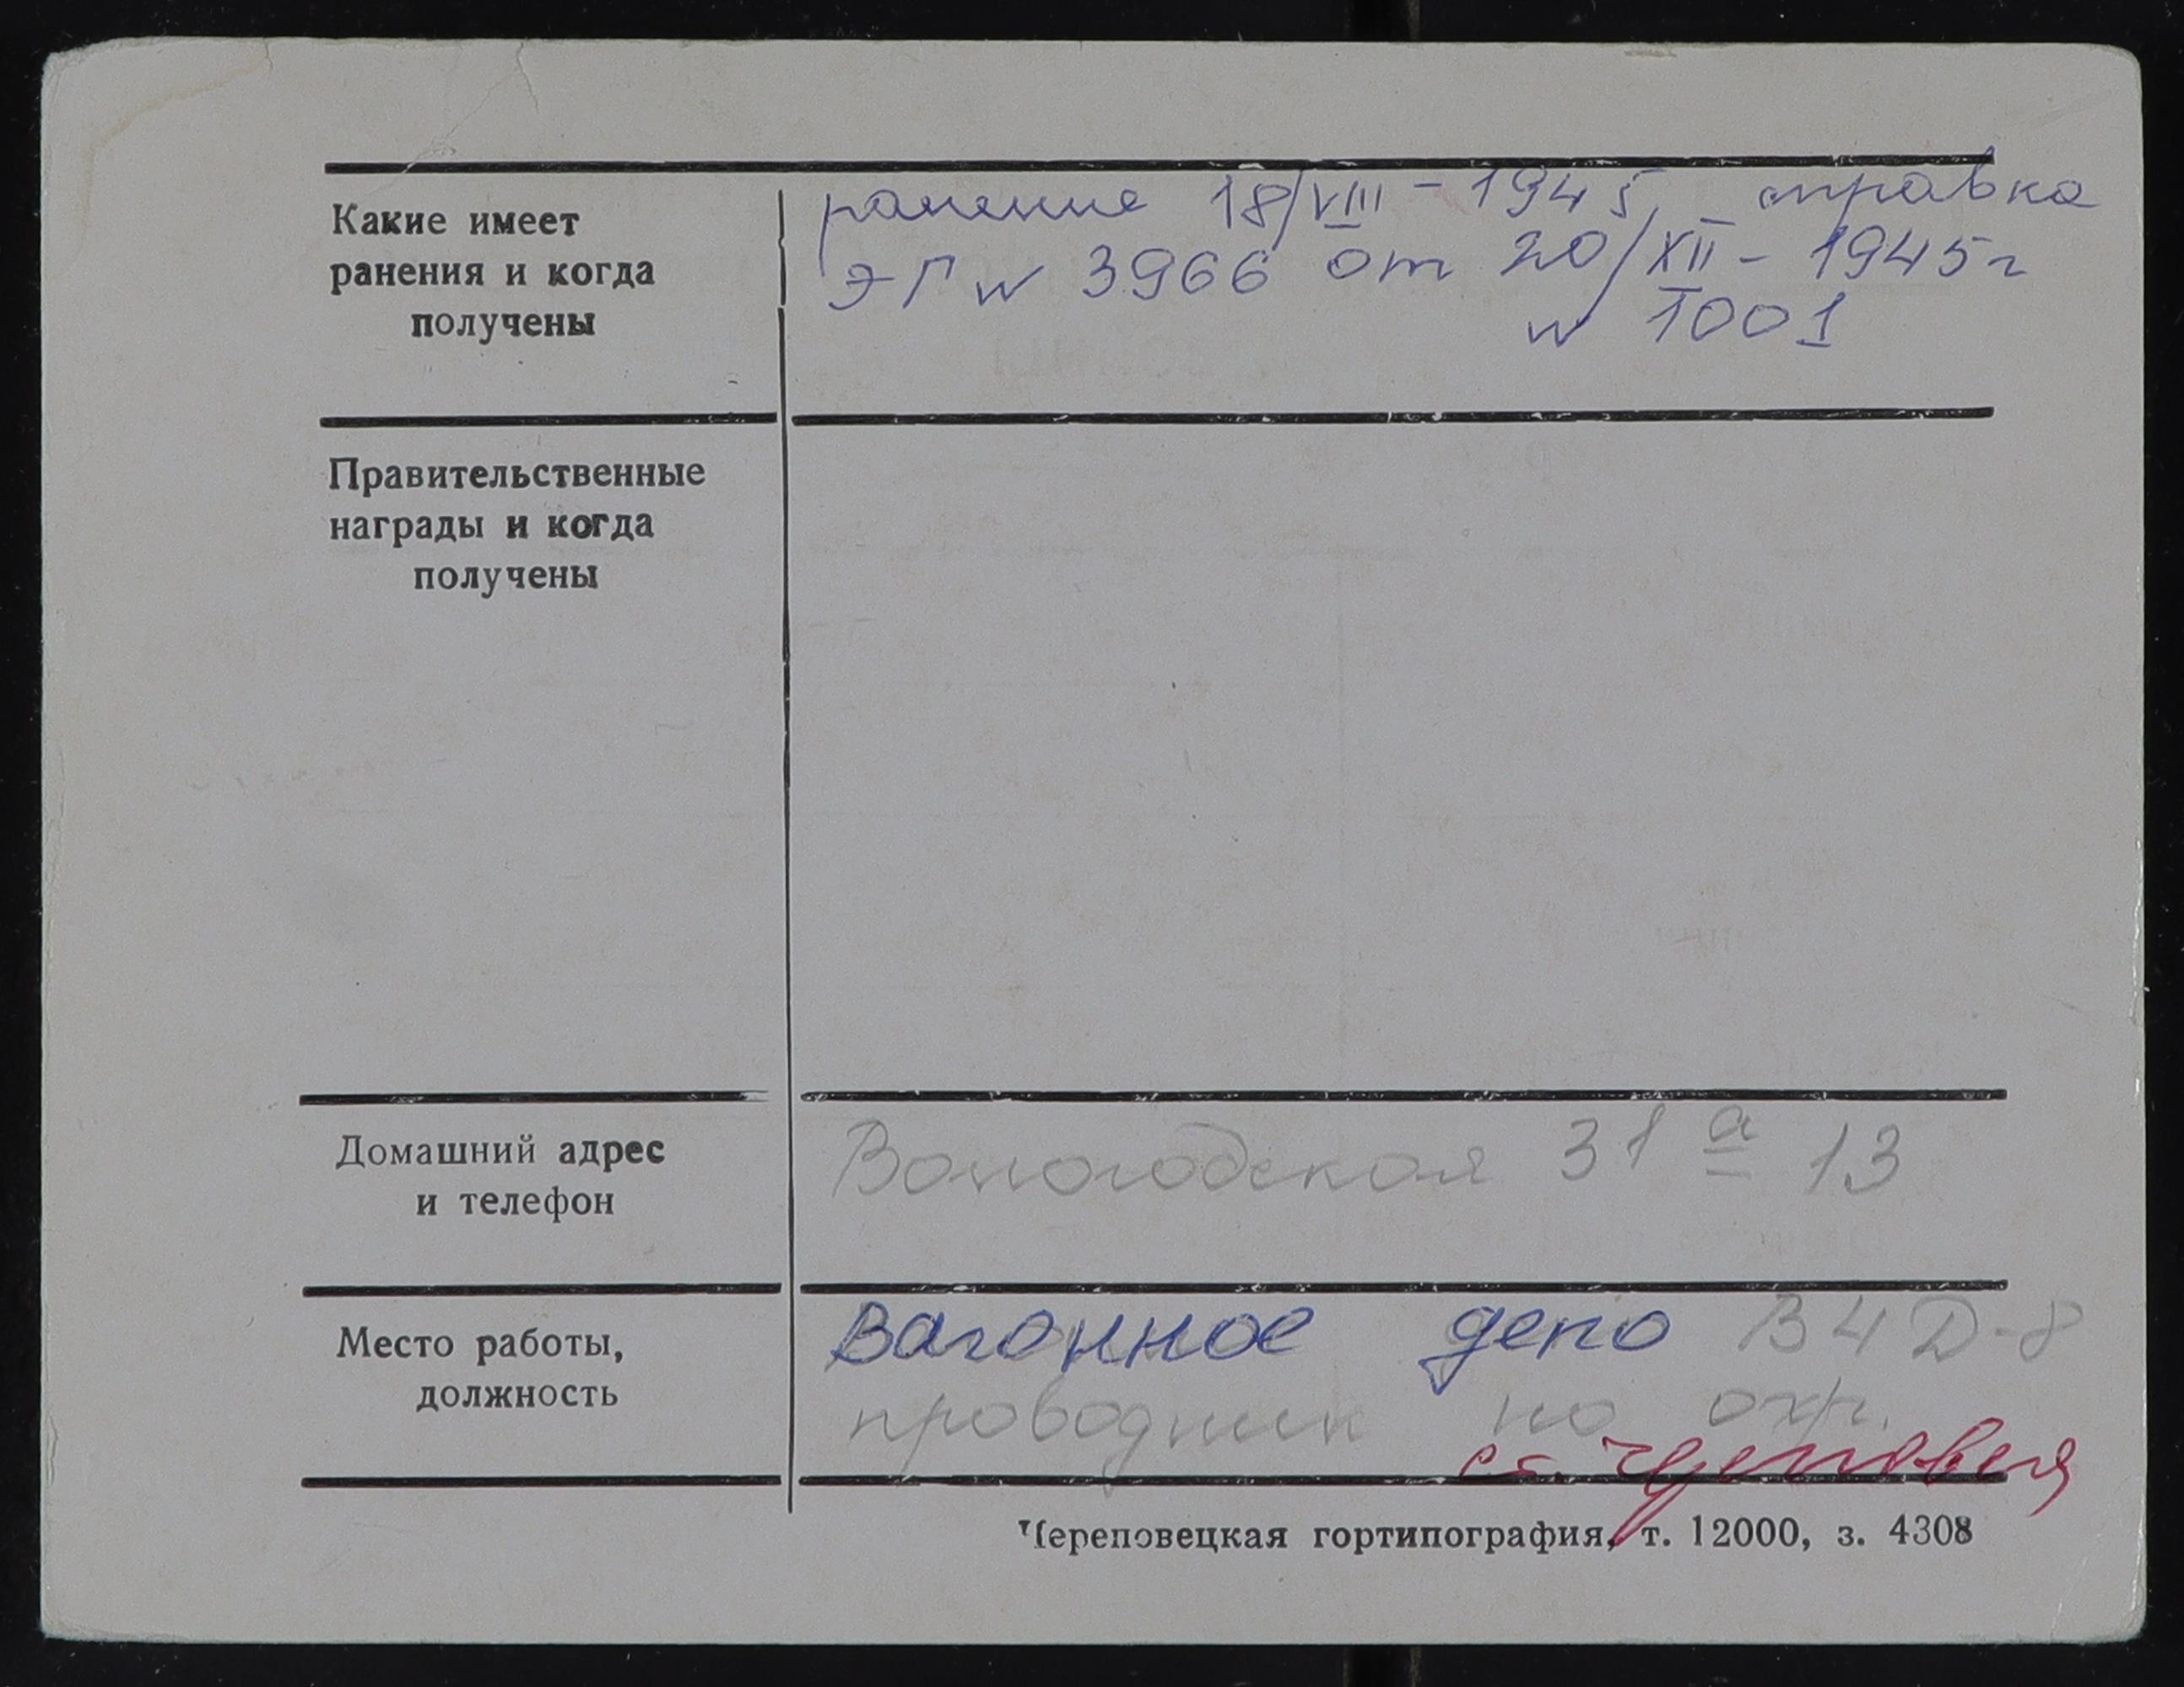 Какие имеет
ранения и когда
получены
ранение 18/VIII - 1945, справка
ЭГ № 3966 от 20/XII - 1945 г
№ 1001
Правительственные
награды и когда
получены
Домашний адрес
и телефон
Вологодская 31 а 13
Место работы,
должность
Вагонное депо ВЧД-8
проводник по охр.
ст. Череповец
Череповецкая гортипография, т. 12000, з. 4308